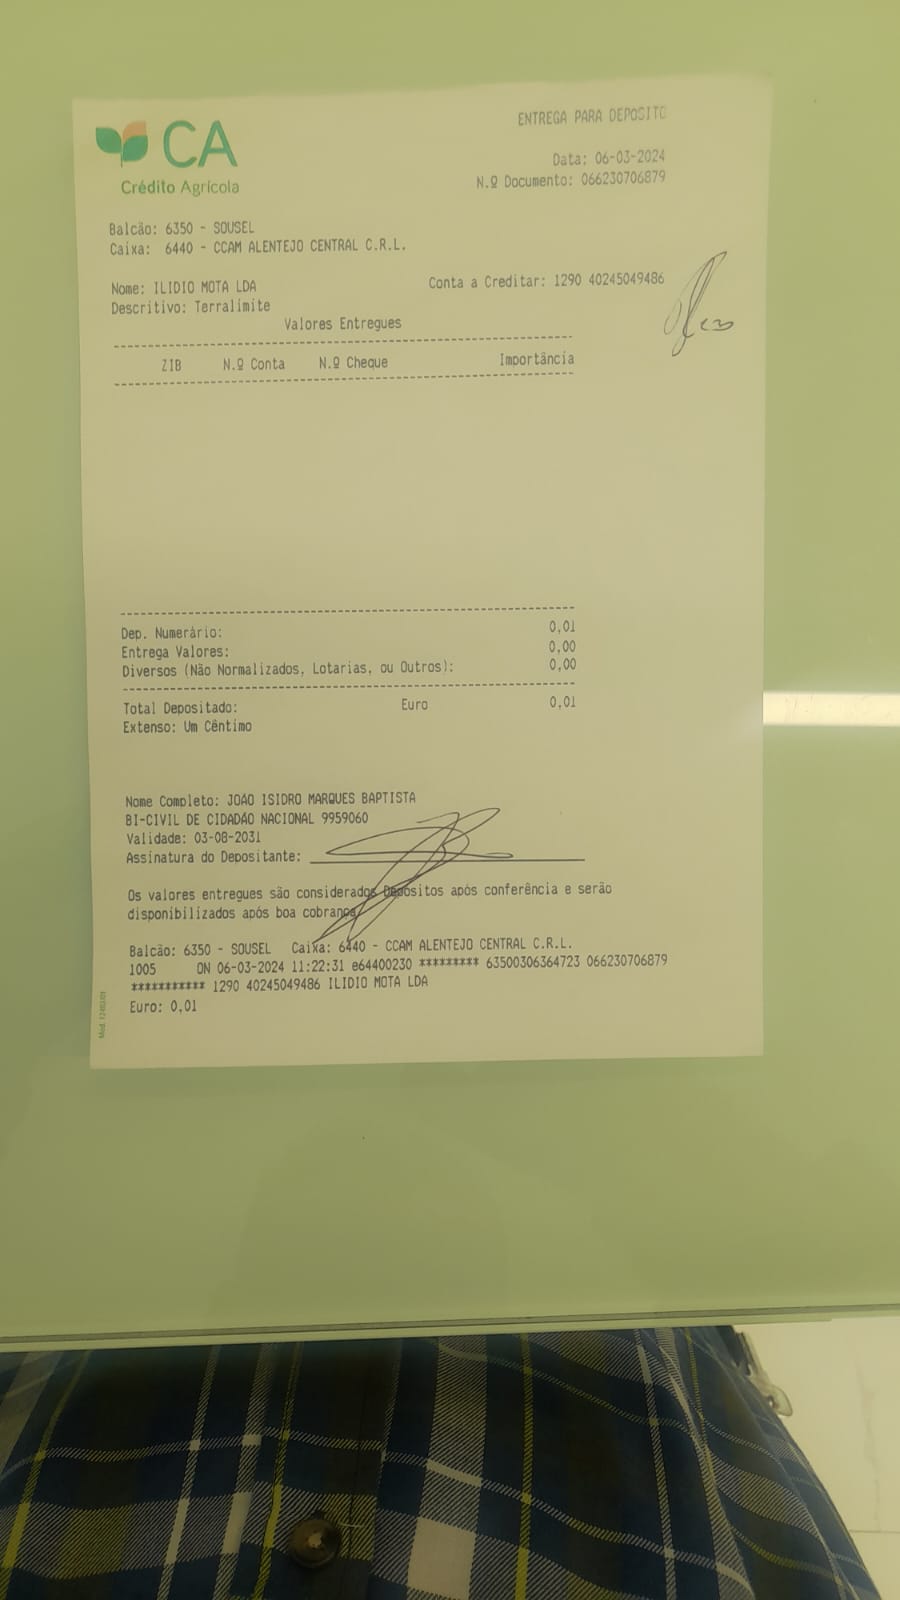 CA
Crédito Agrícola
ENTREGA PARA DEPOSITO
Data: 06-03-2024
N.º Documento: 066230706879
Balcão: 6350 - SOUSEL
Caixa: 6440 - CCAM ALENTEJO CENTRAL C.R.L.
Nome: ILIDIO MOTA LDA Conta a Creditar: 1290 40245049486
Descritivo: Terralimite
Valores Entregues
ZIB N.º Conta N.º Cheque Importância
Dep. Numerário: 0,01
Entrega Valores: 0,00
Diversos (Não Normalizados, Lotarias, ou Outros): 0,00
Total Depositado: Euro 0,01
Extenso: Um Cêntimo
Nome Completo: JOAO ISIDRO MARQUES BAPTISTA
BI-CIVIL DE CIDADAO NACIONAL 9959060
Validade: 03-08-2031
Assinatura do Depositante:
Os valores entregues são considerados Depósitos após conferência e serão
disponibilizados após boa cobrança
Balcão: 6350 - SOUSEL Caixa: 6440 - CCAM ALENTEJO CENTRAL C.R.L.
1005 ON 06-03-2024 11:22:31 e64400230 ********* 63500306364723 066230706879
*********** 1290 40245049486 ILIDIO MOTA LDA
Euro: 0,01